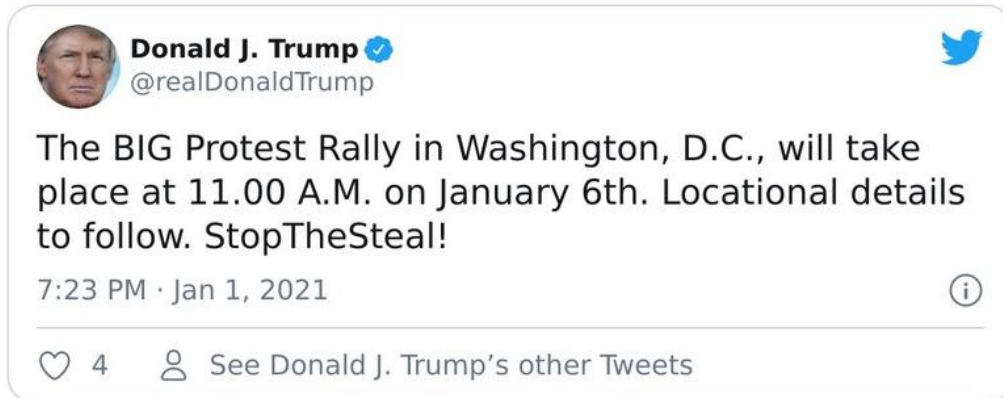 Donald J. Trump
@realDonaldTrump
The BIG Protest Rally in Washington, D.C., will take
place at 11.00 A.M. on January 6th. Locational details
to follow. StopTheSteal!
7:23 PM · Jan 1, 2021
4 See Donald J. Trump’s other Tweets